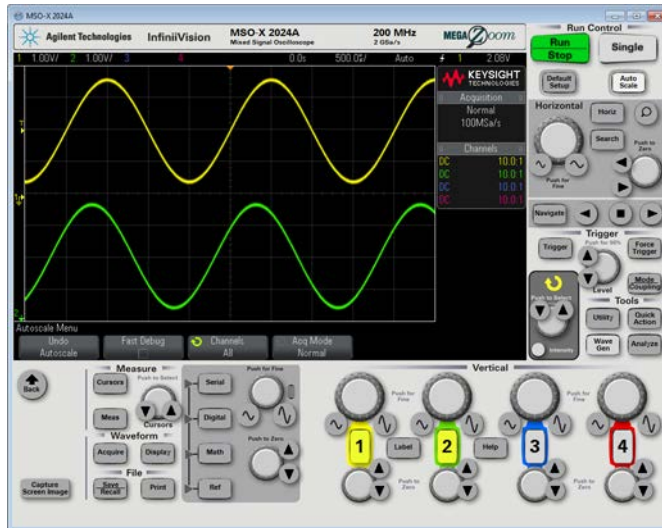 MSO-X 2024A
Agilent Technologies InfiniiVision MSO-X 2024A 200 MHz MEGA Zoom
Mixed Signal Oscilloscope 2 GSa/s
1 1.00V/ 2 1.00V/ 3 4 0.0s 500.0 Auto 1 2.08V
KEYSIGHT
TECHNOLOGIES
Acquisition
Normal
100MSa/s
Channels
DC 10.0:1
DC 10.0:1
DC 10.0:1
DC 10.0:1
Autoscale Menu
Undo Fast Debug Channels Acq Mode
Autoscale All Normal
Run Control
Run
Stop
Single
Default
Setup
Auto
Scale
Horizontal
Horiz
Search
Push to
Zero
Push for
Fine
Navigate
Trigger
Push for 50%
Trigger
Force
Trigger
Level
Mode
Coupling
Push to Select
Intensity
Tools
Utility
Quick
Action
Wave
Gen
Analyze
Back
Measure
Cursors
Push to Select
Meas
Cursors
Waveform
Acquire Display
File
Save
Recall
Print
Capture
Screen Image
Serial
Digital
Math
Ref
Push for Fine
Push to Zero
Vertical
Push for
Fine
Push for
Fine
1 Label 2 Help 3 4
Push to
Zero
Push to
Zero